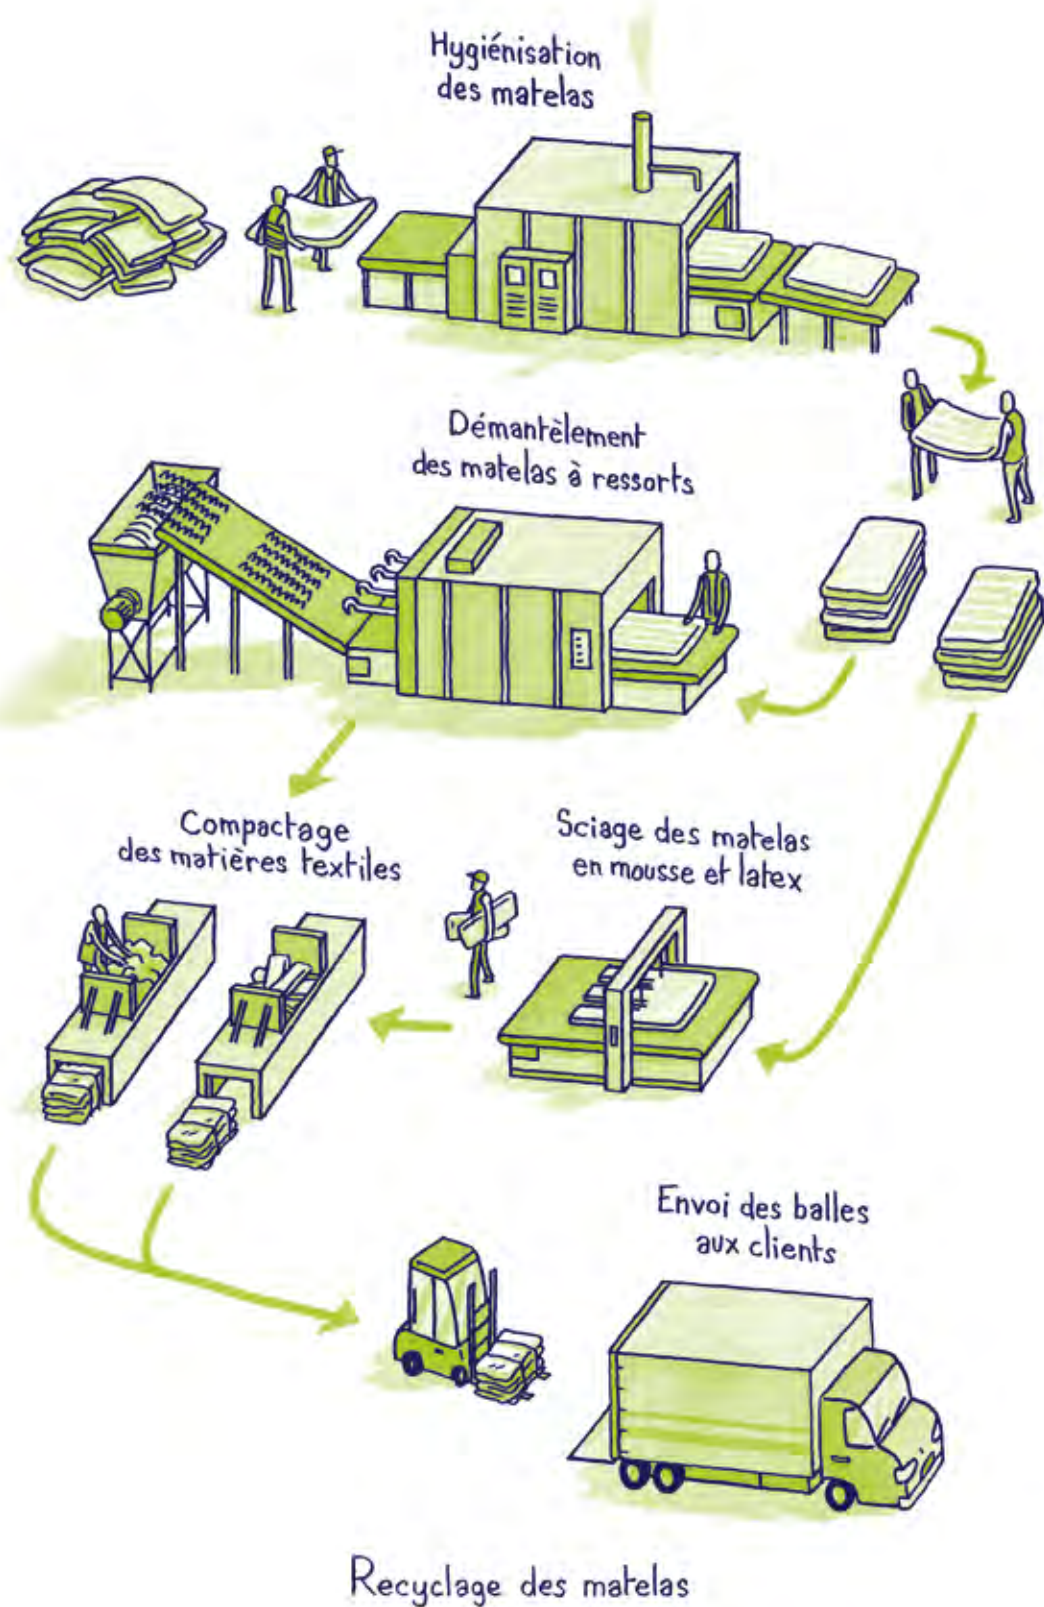 Hygiénisation
des matelas
Démantèlement
des matelas à ressorts
Compactage
des matières textiles
Sciage des matelas
en mousse et latex
Envoi des balles
aux clients
Recyclage des matelas